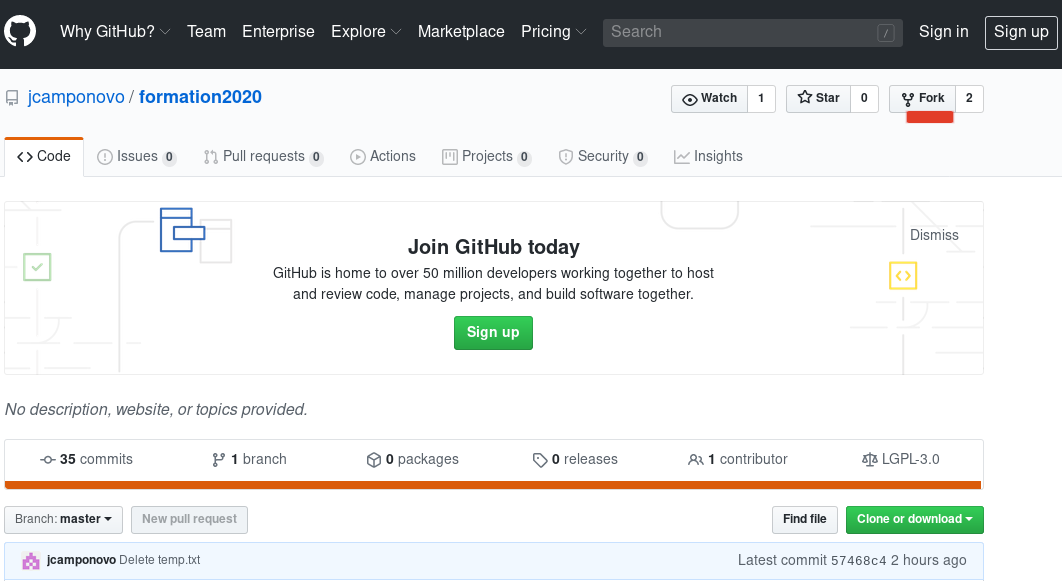 Why GitHub? Team Enterprise Explore Marketplace Pricing Search / Sign in Sign up
jcamponovo / formation2020 Watch 1 Star 0 Fork 2
Code Issues 0 Pull requests 0 Actions Projects 0 Security 0 Insights
Dismiss
Join GitHub today
GitHub is home to over 50 million developers working together to host
and review code, manage projects, and build software together.
Sign up
No description, website, or topics provided.
35 commits 1 branch 0 packages 0 releases 1 contributor LGPL-3.0
Branch: master New pull request Find file Clone or download
jcamponovo Delete temp.txt Latest commit 57468c4 2 hours ago